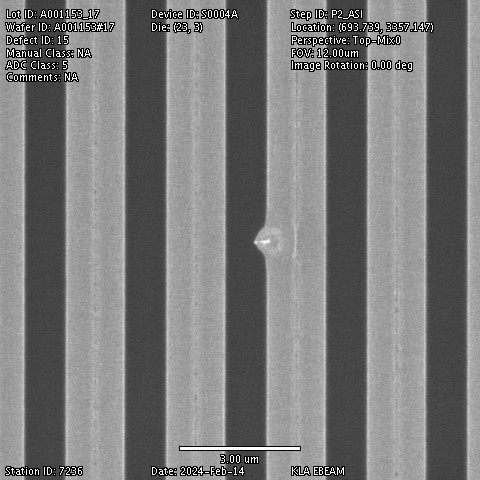 Lot ID: A001153_17 Device ID: S0004A Step ID: P2_ASI
Wafer ID: A001153#17 Die: (23, 3) Location: (693.739, 3357.147)
Defect ID: 15 Perspective: Top-Mix0
Manual Class: NA FOV: 12.00um
ADC Class: 5 Image Rotation: 0.00 deg
Comments: NA
3.00 um
Station ID: 7236 Date: 2024-Feb-14 KLA EBEAM